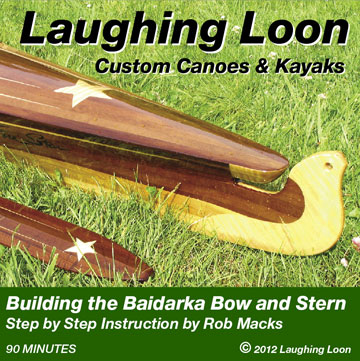 Laughing Loon
Custom Canoes & Kayaks
Building the Baidarka Bow and Stern
Step by Step Instruction by Rob Macks
90 MINUTES
© 2012 Laughing Loon